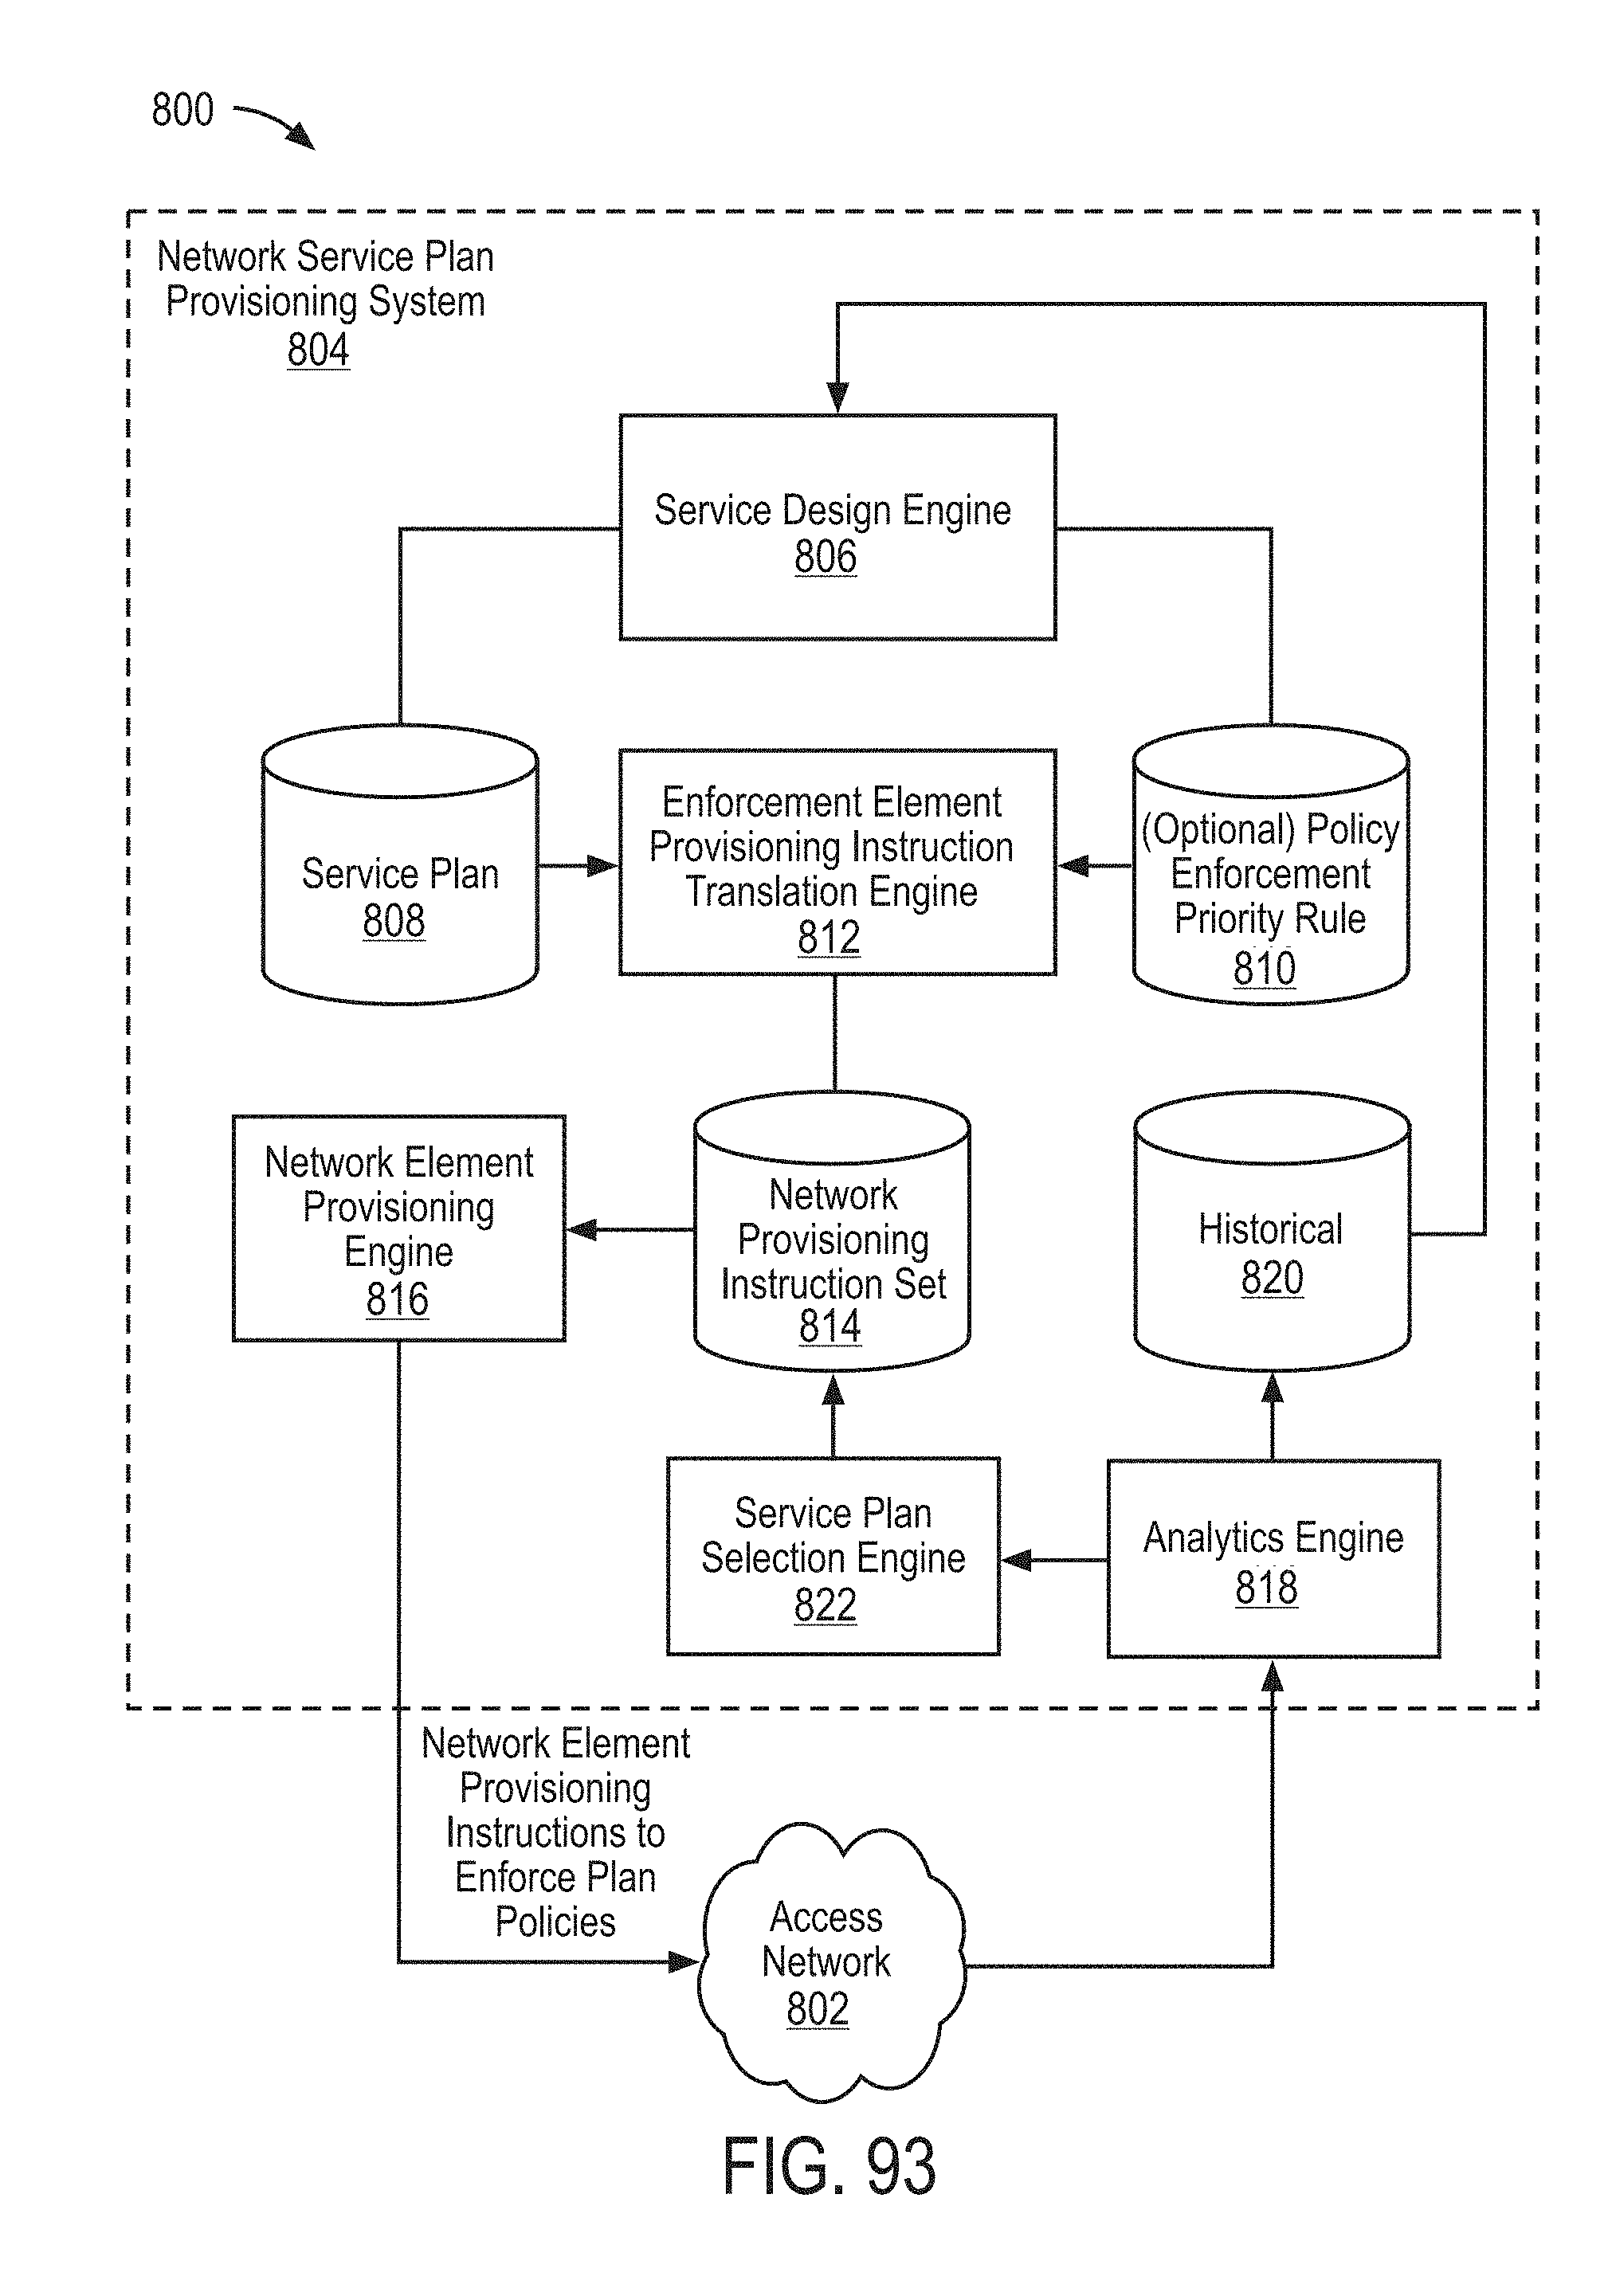 800
Network Service Plan
Provisioning System
804
Service Design Engine
806
Service Plan
808
Enforcement Element
Provisioning Instruction
Translation Engine
812
(Optional) Policy
Enforcement
Priority Rule
810
Network Element
Provisioning
Engine
816
Network
Provisioning
Instruction Set
814
Historical
820
Service Plan
Selection Engine
822
Analytics Engine
818
Network Element
Provisioning
Instructions to
Enforce Plan
Policies
Access
Network
802
FIG. 93